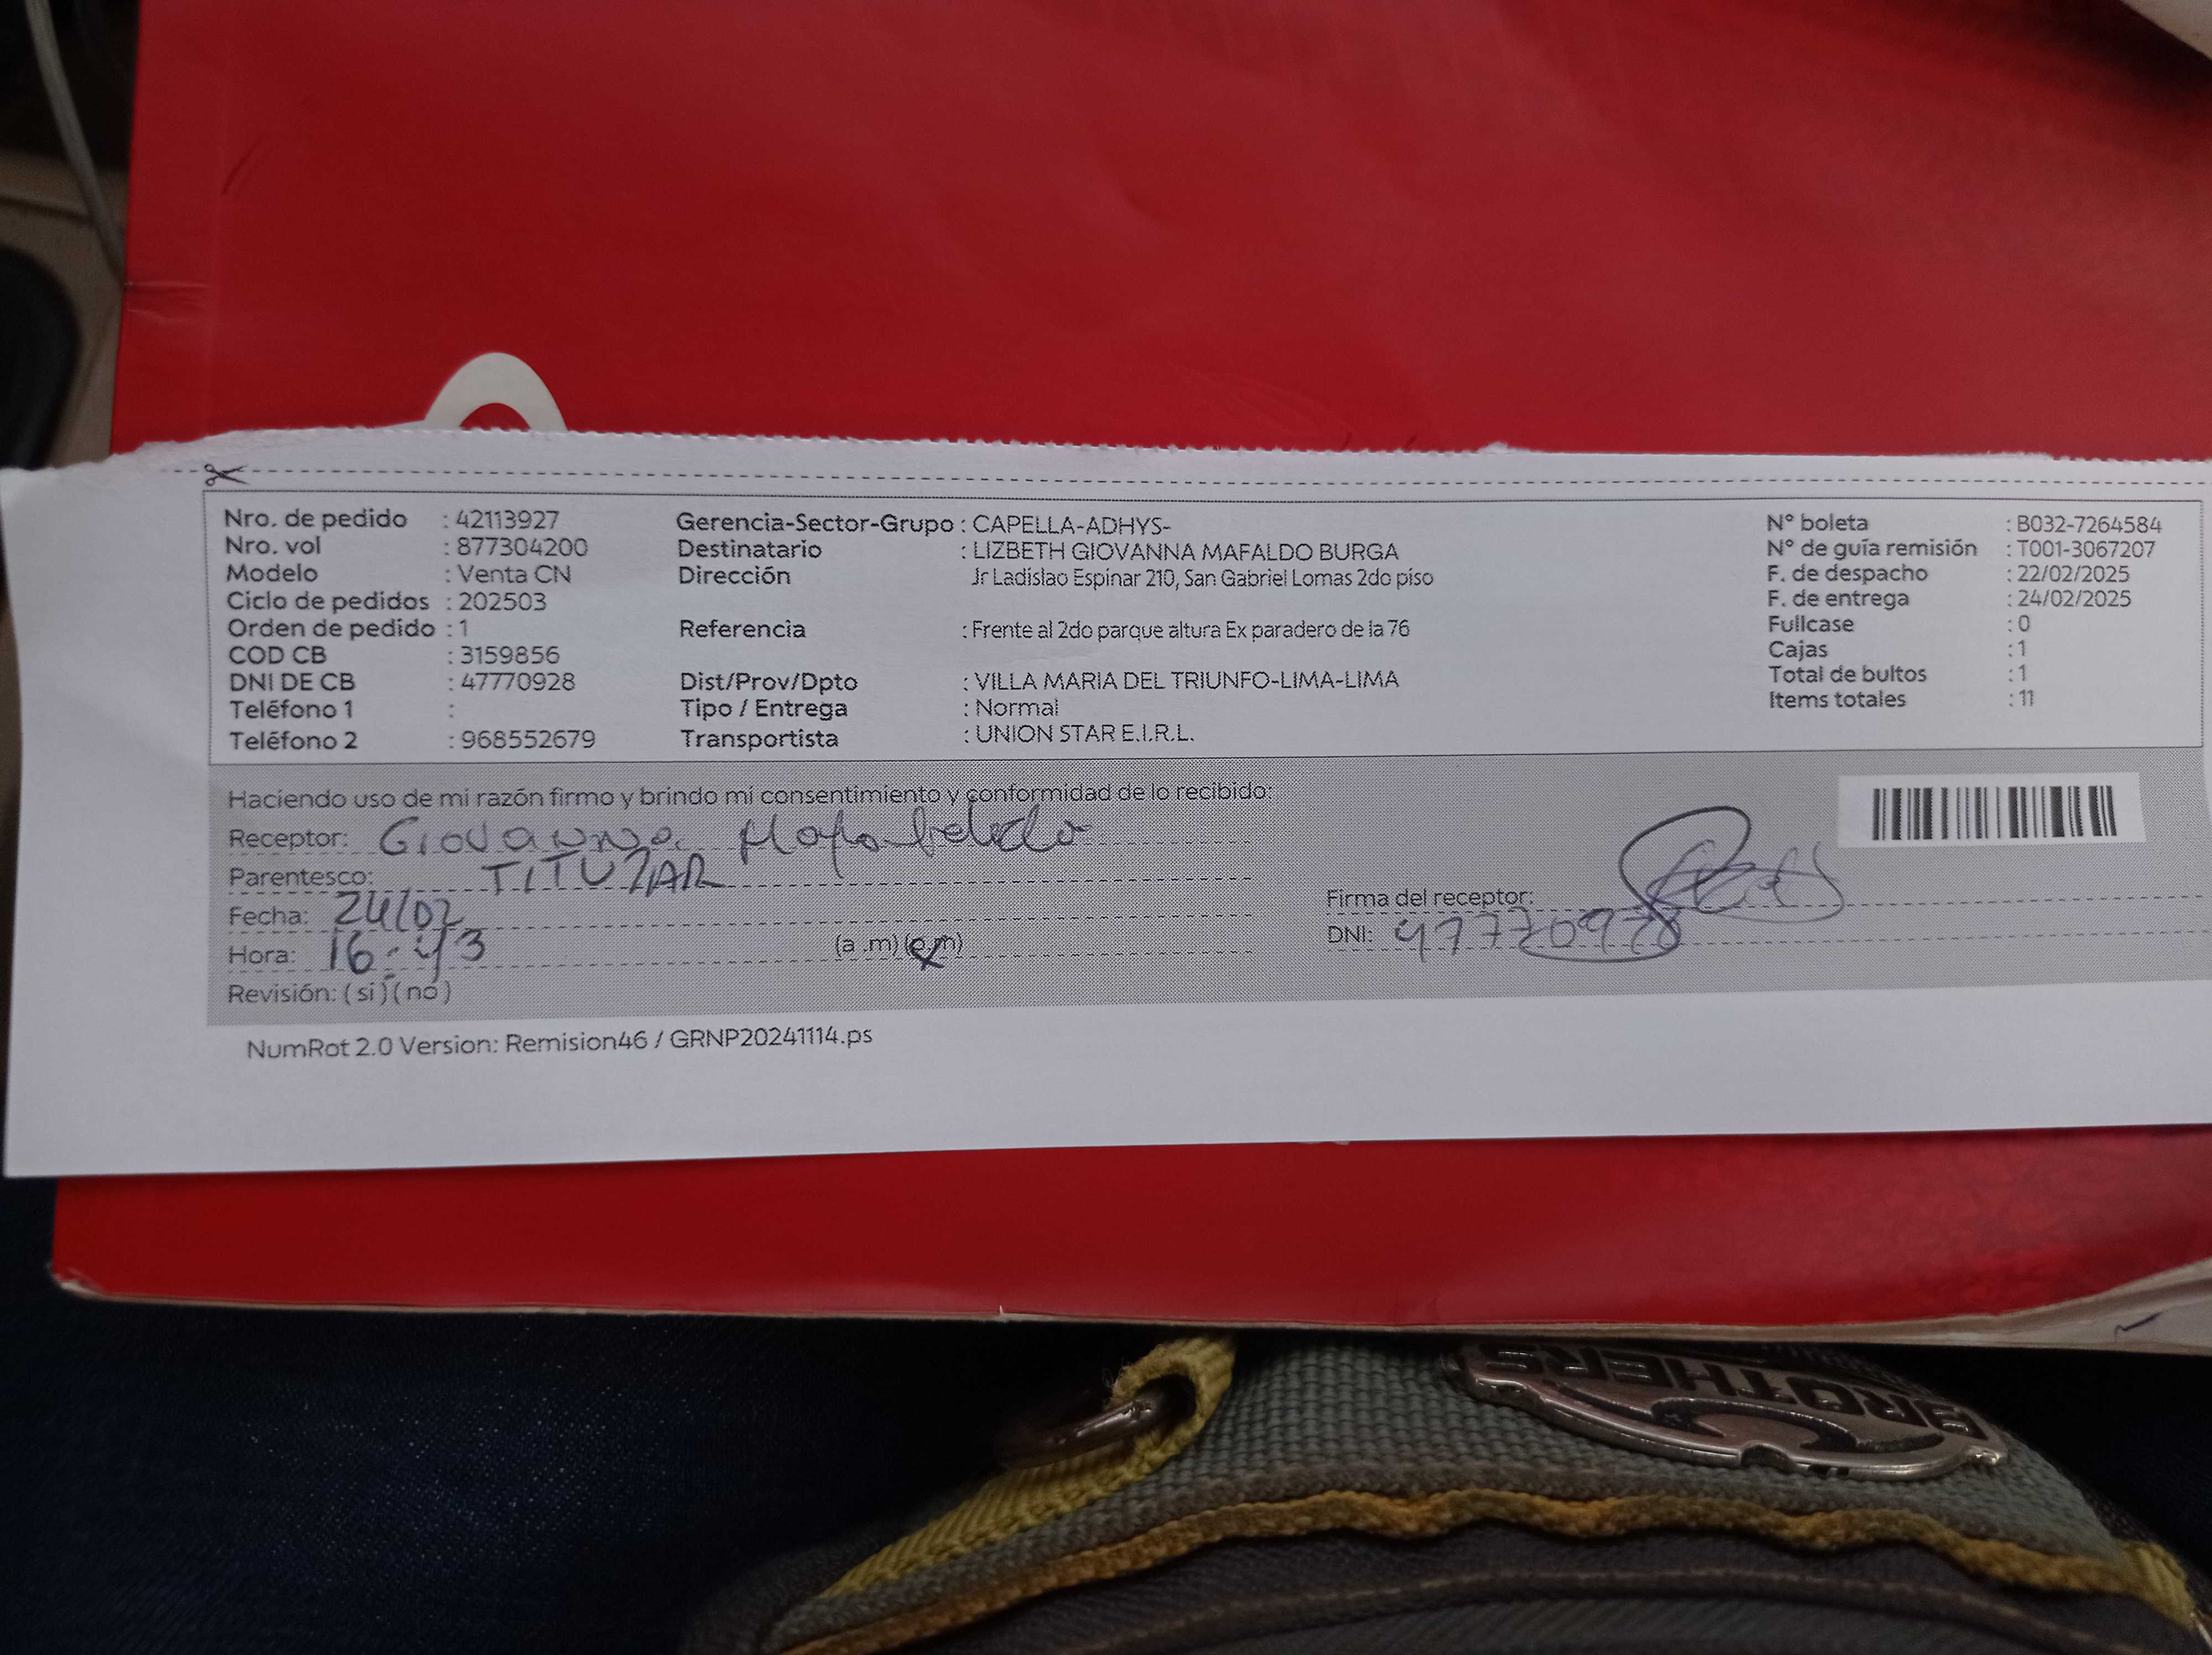 Nro. de pedido : 42113927
Nro. vol : 877304200
Modelo : Venta CN
Ciclo de pedidos : 202503
Orden de pedido : 1
COD CB : 3159856
DNI DE CB : 47770928
Teléfono 1 :
Teléfono 2 : 968552679
Gerencia-Sector-Grupo : CAPELLA-ADHYS-
Destinatario : LIZBETH GIOVANNA MAFALDO BURGA
Dirección Jr Ladislao Espinar 210, San Gabriel Lomas 2do piso
Referencia : Frente al 2do parque altura Ex paradero de la 76
Dist/Prov/Dpto : VILLA MARIA DEL TRIUNFO-LIMA-LIMA
Tipo / Entrega : Normal
Transportista : UNION STAR E.I.R.L.
N° boleta : B032-7264584
N° de guía remisión : T001-3067207
F. de despacho : 22/02/2025
F. de entrega : 24/02/2025
Fullcase : 0
Cajas : 1
Total de bultos : 1
Items totales : 11
Haciendo uso de mi razón firmo y brindo mi consentimiento y conformidad de lo recibido:
Receptor: Giovanna
Parentesco: TITULAR
Fecha: 24/02
Hora: 16:43 (a .m) (p.m)
Revisión: (si) (no)
Firma del receptor:
DNI: 47770928
NumRot 2.0 Version: Remision46 / GRNP20241114.ps
BROTHERS